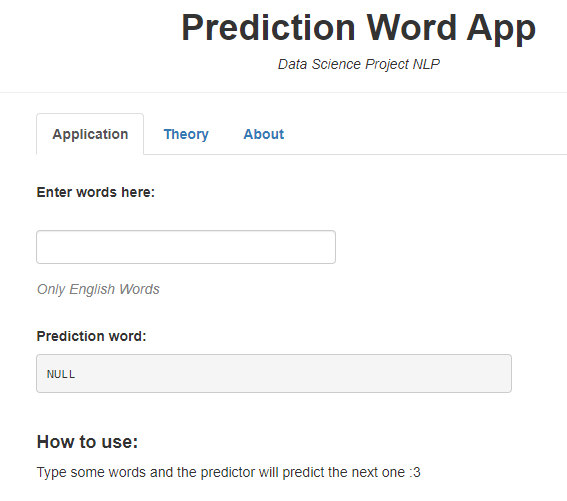 Prediction Word App
Data Science Project NLP
Application Theory About
Enter words here:
Only English Words
Prediction word:
NULL
How to use:
Type some words and the predictor will predict the next one :3